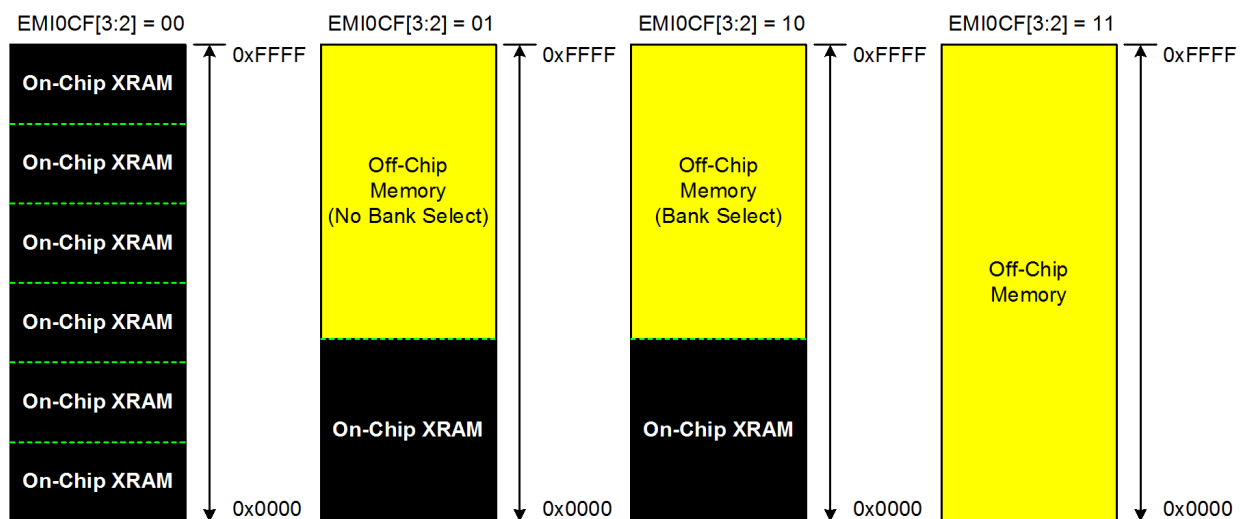 EMI0CF[3:2] = 00
EMI0CF[3:2] = 01
EMI0CF[3:2] = 10
EMI0CF[3:2] = 11
On-Chip XRAM
On-Chip XRAM
On-Chip XRAM
On-Chip XRAM
On-Chip XRAM
On-Chip XRAM
0xFFFF
0x0000
Off-Chip
Memory
(No Bank Select)
On-Chip XRAM
0xFFFF
0x0000
Off-Chip
Memory
(Bank Select)
On-Chip XRAM
0xFFFF
0x0000
Off-Chip
Memory
0xFFFF
0x0000